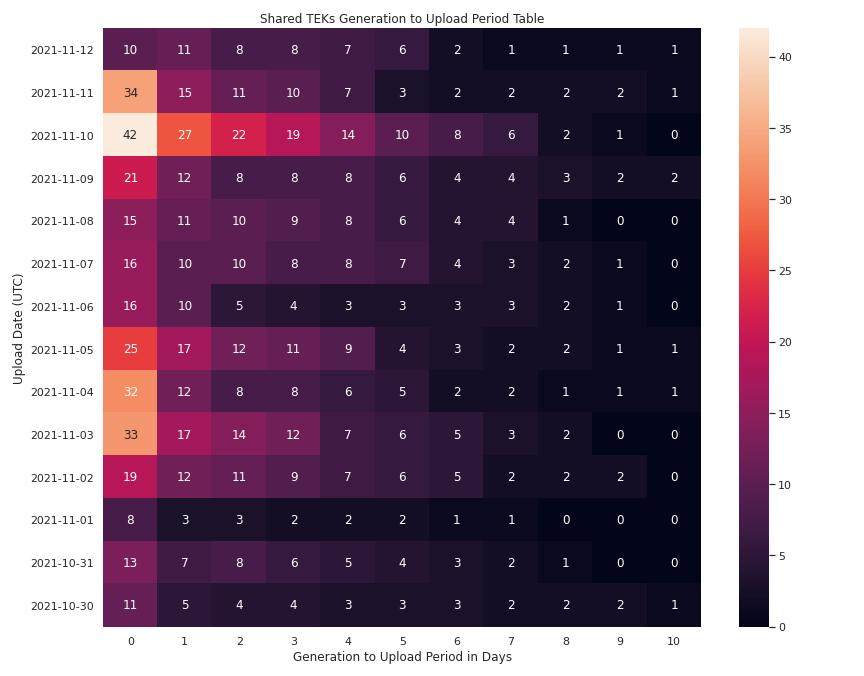 Shared TEKs Generation to Upload Period Table
Upload Date (UTC)
2021-11-12 10 11 8 8 7 6 2 1 1 1 1
2021-11-11 34 15 11 10 7 3 2 2 2 2 1
2021-11-10 42 27 22 19 14 10 8 6 2 1 0
2021-11-09 21 12 8 8 8 6 4 4 3 2 2
2021-11-08 15 11 10 9 8 6 4 4 1 0 0
2021-11-07 16 10 10 8 8 7 4 3 2 1 0
2021-11-06 16 10 5 4 3 3 3 3 2 1 0
2021-11-05 25 17 12 11 9 4 3 2 2 1 1
2021-11-04 32 12 8 8 6 5 2 2 1 1 1
2021-11-03 33 17 14 12 7 6 5 3 2 0 0
2021-11-02 19 12 11 9 7 6 5 2 2 2 0
2021-11-01 8 3 3 2 2 2 1 1 0 0 0
2021-10-31 13 7 8 6 5 4 3 2 1 0 0
2021-10-30 11 5 4 4 3 3 3 2 2 2 1
0 1 2 3 4 5 6 7 8 9 10
Generation to Upload Period in Days
40
35
30
25
20
15
10
5
0